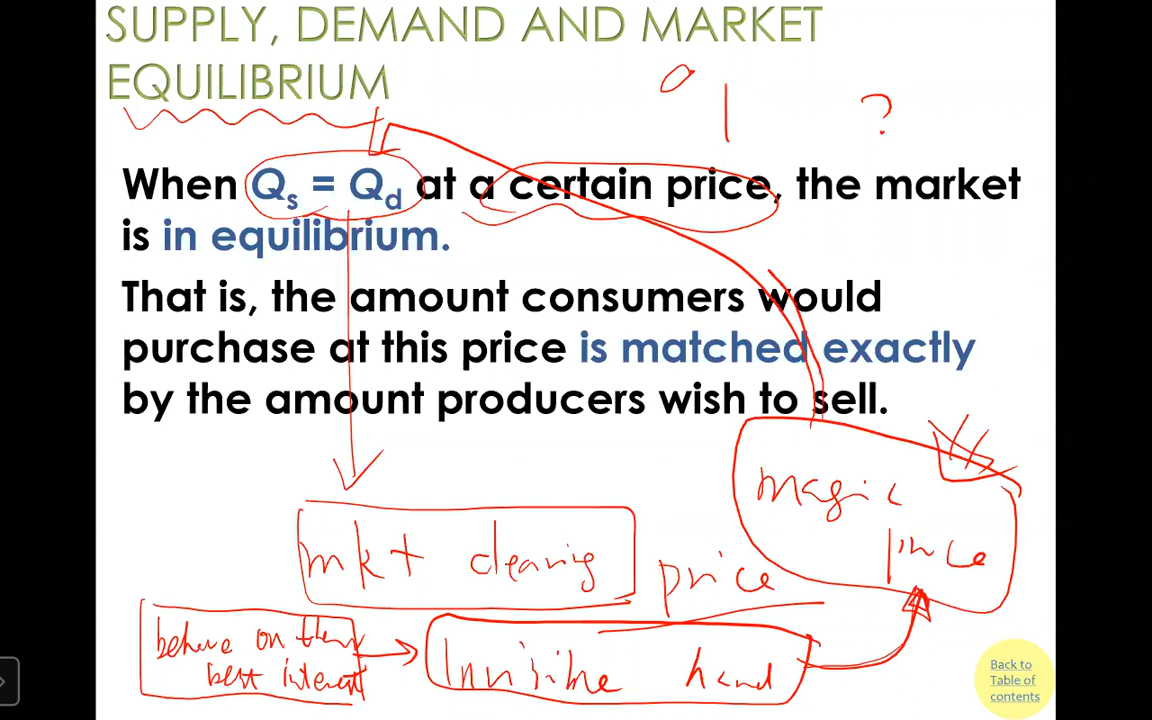 SUPPLY, DEMAND AND MARKET
EQUILIBRIUM
?
When Qs = Qd at a certain price, the market
is in equilibrium.
That is, the amount consumers would
purchase at this price is matched exactly
by the amount producers wish to sell.
magic
price
mkt clearing
price
behave on their
best interest
Invisible hand
Back to
Table of
contents